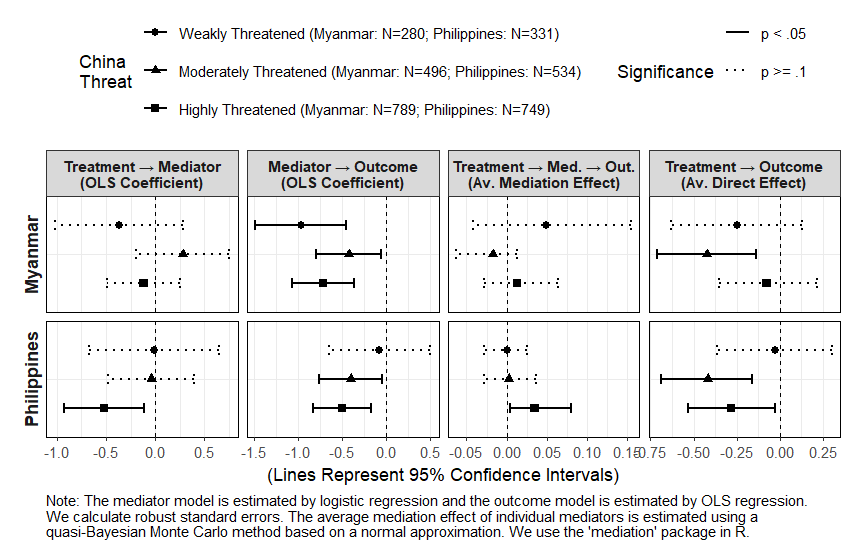 Weakly Threatened (Myanmar: N=280; Philippines: N=331)
p < .05
China
Threat
Moderately Threatened (Myanmar: N=496; Philippines: N=534)
Significance
p >= .1
Highly Threatened (Myanmar: N=789; Philippines: N=749)
Treatment → Mediator
(OLS Coefficient)
Mediator → Outcome
(OLS Coefficient)
Treatment → Med. → Out.
(Av. Mediation Effect)
Treatment → Outcome
(Av. Direct Effect)
Myanmar
Philippines
-1.0 -0.5 0.0 0.5
-1.5 -1.0 -0.5 0.0 0.5
-0.05 0.00 0.05 0.10 0.15
-0.75 -0.50 -0.25 0.00 0.25
(Lines Represent 95% Confidence Intervals)
Note: The mediator model is estimated by logistic regression and the outcome model is estimated by OLS regression.
We calculate robust standard errors. The average mediation effect of individual mediators is estimated using a
quasi-Bayesian Monte Carlo method based on a normal approximation. We use the 'mediation' package in R.